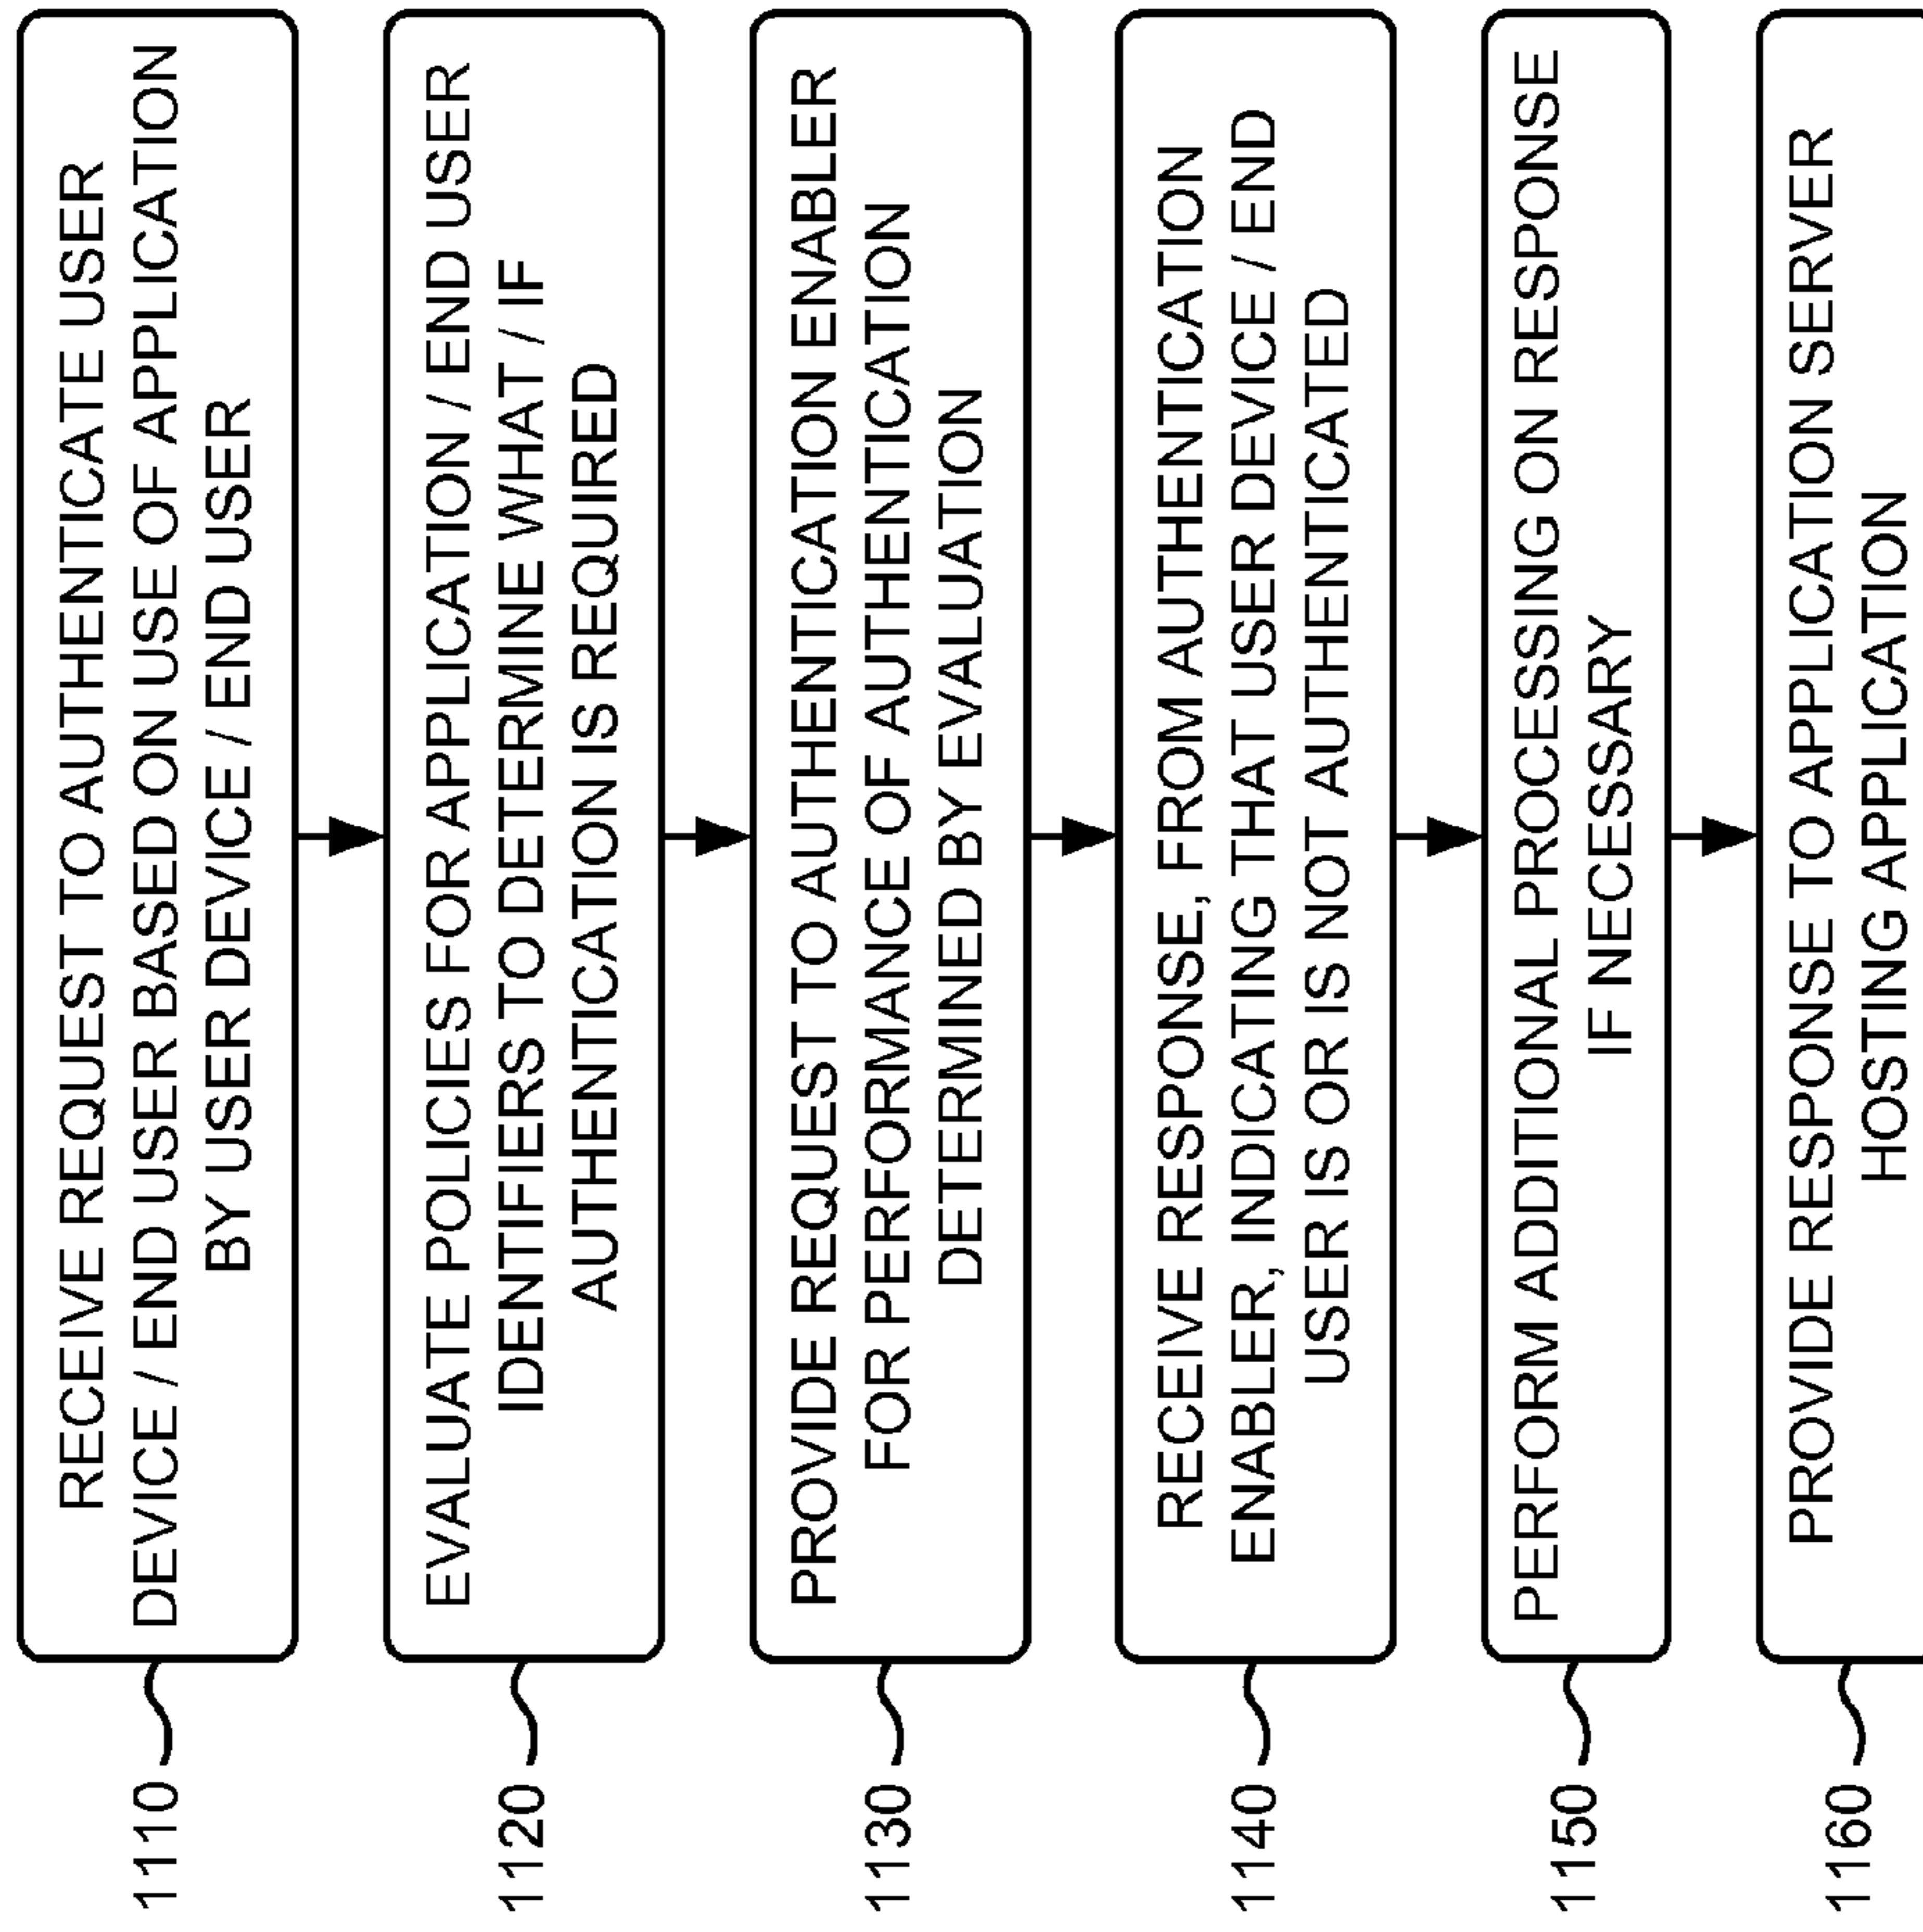 1110
RECEIVE REQUEST TO AUTHENTICATE USER
DEVICE / END USER BASED ON USE OF APPLICATION
BY USER DEVICE / END USER
1120
EVALUATE POLICIES FOR APPLICATION / END USER
IDENTIFIERS TO DETERMINE WHAT / IF
AUTHENTICATION IS REQUIRED
1130
PROVIDE REQUEST TO AUTHENTICATION ENABLER
FOR PERFORMANCE OF AUTHENTICATION
DETERMINED BY EVALUATION
1140
RECEIVE RESPONSE, FROM AUTHENTICATION
ENABLER, INDICATING THAT USER DEVICE / END
USER IS OR IS NOT AUTHENTICATED
1150
PERFORM ADDITIONAL PROCESSING ON RESPONSE
IF NECESSARY
1160
PROVIDE RESPONSE TO APPLICATION SERVER
HOSTING APPLICATION